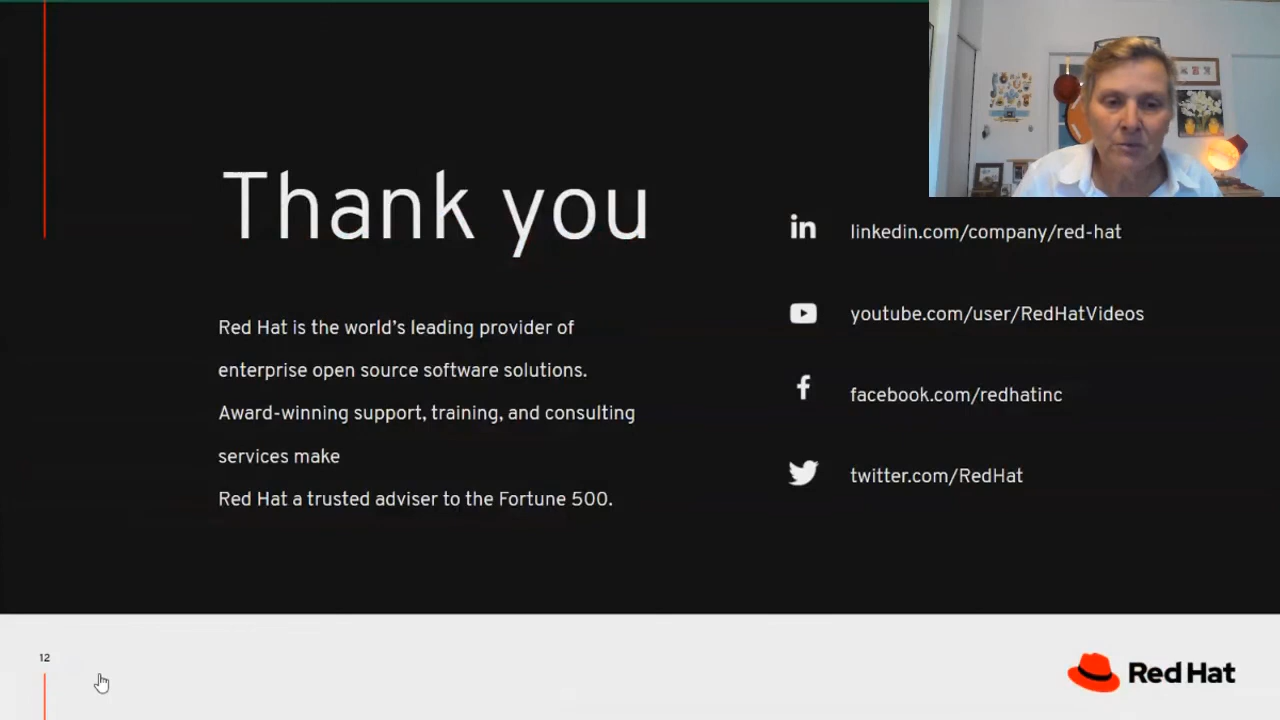 Thank you
Red Hat is the world's leading provider of
enterprise open source software solutions.
Award-winning support, training, and consulting
services make
Red Hat a trusted adviser to the Fortune 500.
linkedin.com/company/red-hat
youtube.com/user/RedHatVideos
facebook.com/redhatinc
twitter.com/RedHat
12
Red Hat